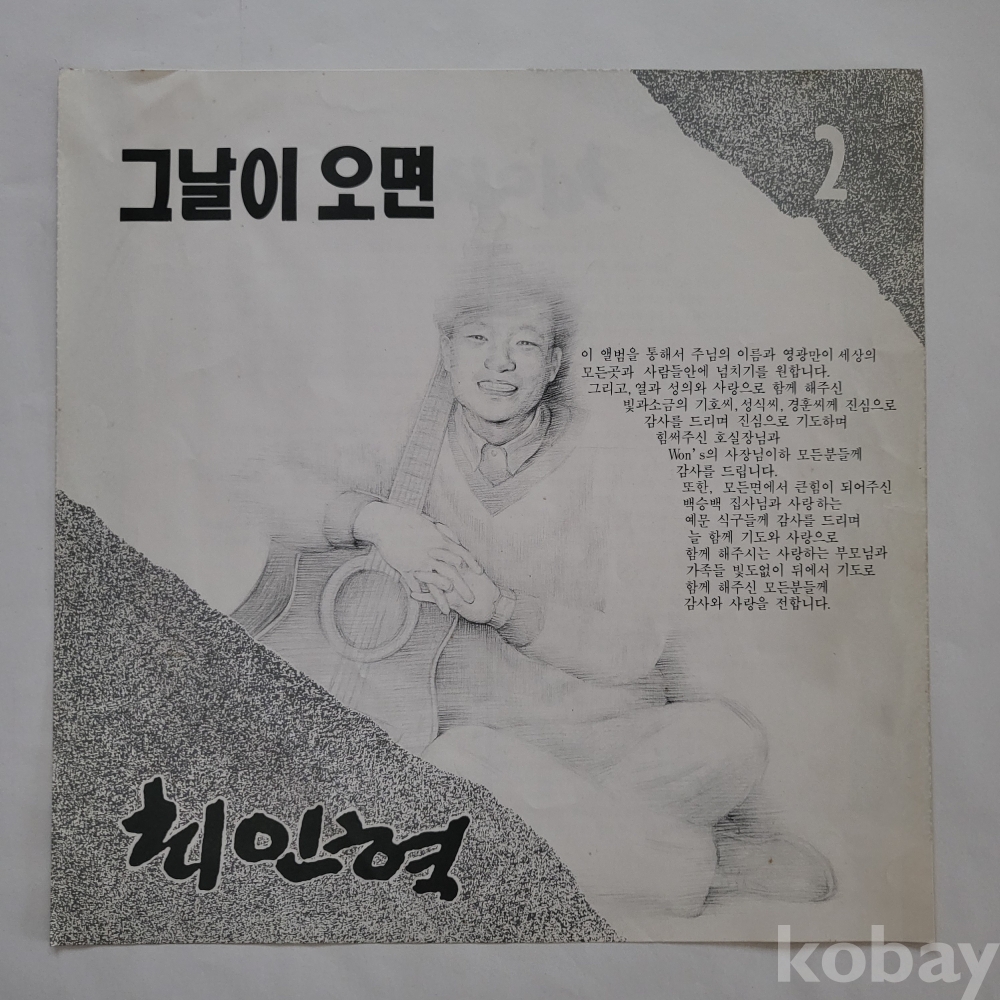 그날이 오면
2
이 앨범을 통해서 주님의 이름과 영광만이 세상의
모든곳과 사람들안에 넘치기를 원합니다.
그리고, 열과 성의와 사랑으로 함께 해주신
빛과소금의 기호씨, 성식씨, 경훈씨께 진심으로
감사를 드리며 진심으로 기도하며
힘써주신 호실장님과
Won's의 사장님이하 모든분들께
감사를 드립니다.
또한, 모든면에서 큰힘이 되어주신
백승백 집사님과 사랑하는
예문 식구들께 감사를 드리며
늘 함께 기도와 사랑으로
함께 해주시는 사랑하는 부모님과
가족들 빛도없이 뒤에서 기도로
함께 해주신 모든분들께
감사와 사랑을 전합니다.
최인혁
kobay